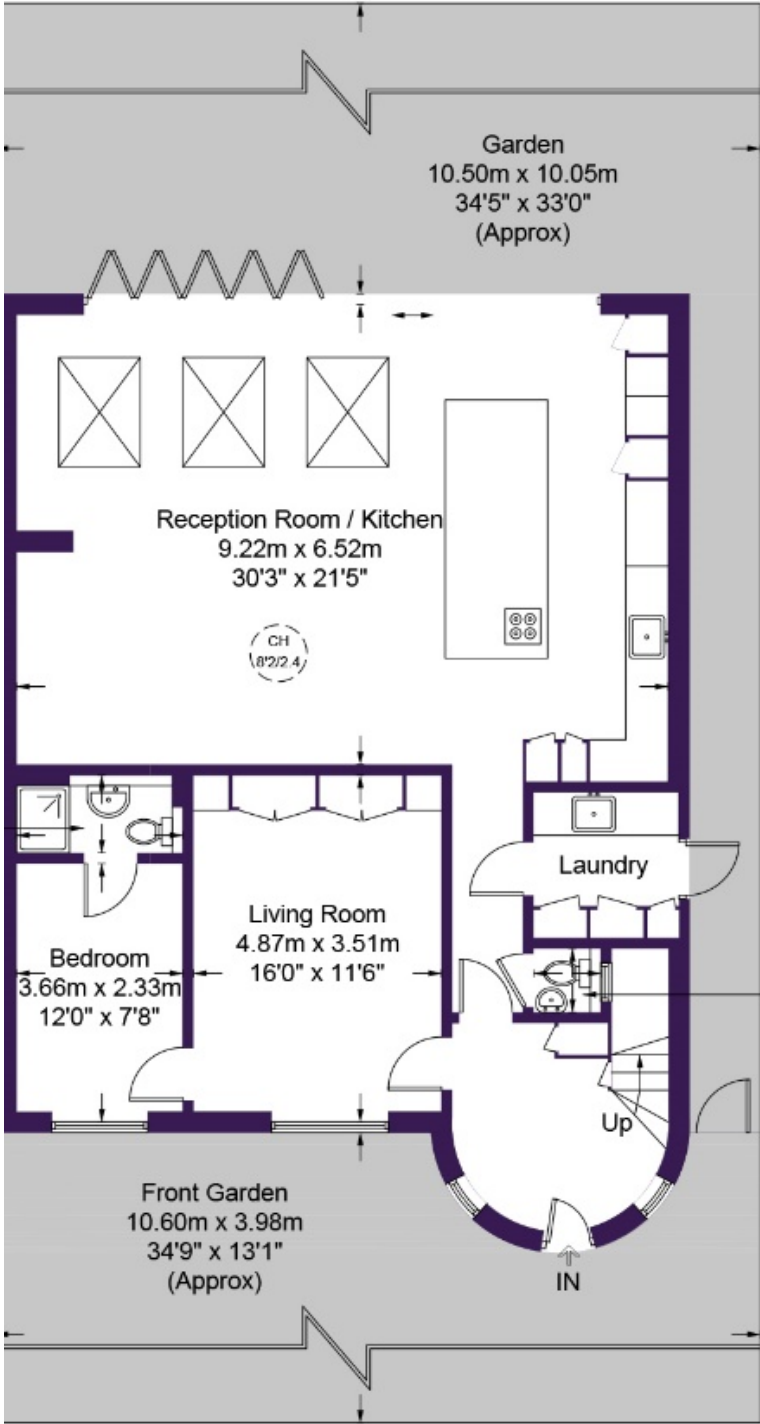 Garden
10.50m x 10.05m
34'5" x 33'0"
(Approx)
Reception Room / Kitchen
9.22m x 6.52m
30'3" x 21'5"
CH
8'2/2.4
Laundry
Living Room
4.87m x 3.51m
16'0" x 11'6"
Bedroom
3.66m x 2.33m
12'0" x 7'8"
Up
Front Garden
10.60m x 3.98m
34'9" x 13'1"
(Approx)
IN